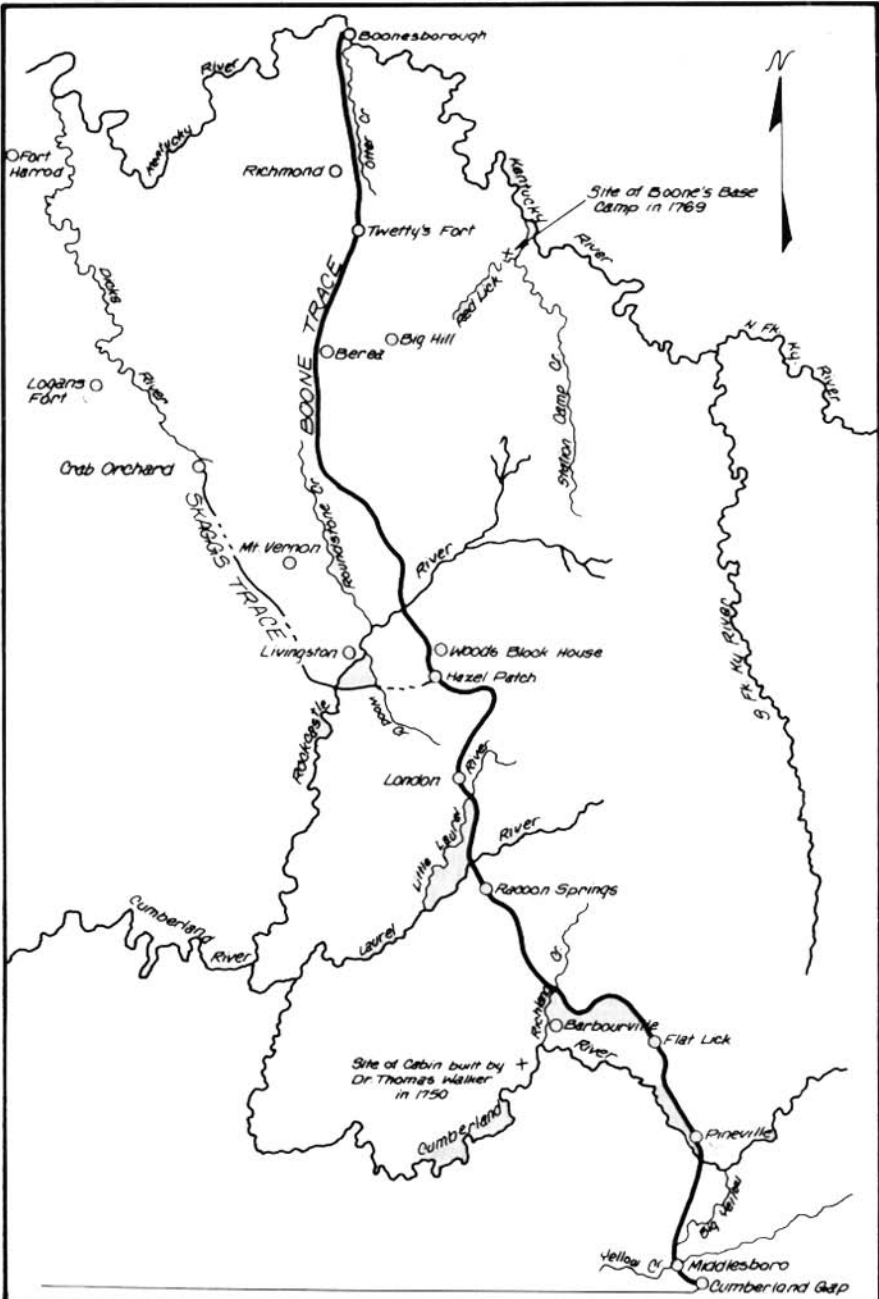 Boonesborough
N
River
Kentucky
Otter Cr
Fort
Harrod
Richmond
Kentucky
River
Site of Boone's Base
Camp in 1769
Twetty's Fort
Red Lick
Dicks
River
BOONE TRACE
Big Hill
Berea
N Fk
Ky.
River
Logans
Fort
Station Camp Cr
Crab Orchard
SKAGGS TRACE
Roundstone Cr
Mt. Vernon
River
S Fk Ky River
Livingston
Woods Block House
Hazel Patch
Wood Cr
Rockcastle
London
River
Little Laurel
River
Racoon Springs
Cumberland
River
Laurel
Cr.
Richland
Barbourville
Flat Lick
River
Site of Cabin built by
Dr. Thomas Walker
in 1750
Cumberland
Pineville
Big Yellow
Yellow Cr
Middlesboro
Cumberland Gap